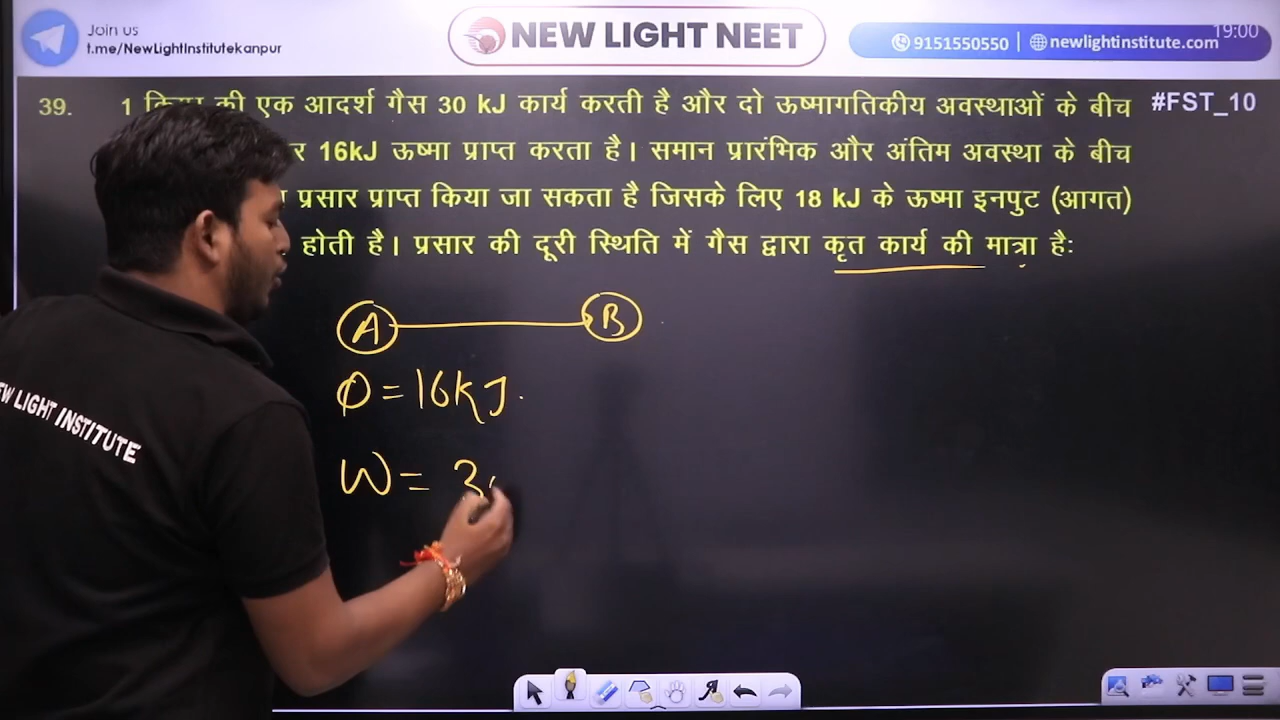 Join us
t.me/NewLightInstitutekanpur
NEW LIGHT NEET
9151550550 | newlightinstitute.com
19:00
#FST_10
39. 1 की एक आदर्श गैस 30 kJ कार्य करती है और दो ऊष्मागतिकीय अवस्थाओं के बीच
16kJ ऊष्मा प्राप्त करता है। समान प्रारंभिक और अंतिम अवस्था के बीच
प्रसार प्राप्त किया जा सकता है जिसके लिए 18 kJ के ऊष्मा इनपुट (आगत)
होती है। प्रसार की दूरी स्थिति में गैस द्वारा कृत कार्य की मात्रा है:
A B
Q = 16KJ.
W = 3
EW LIGHT INSTITUTE